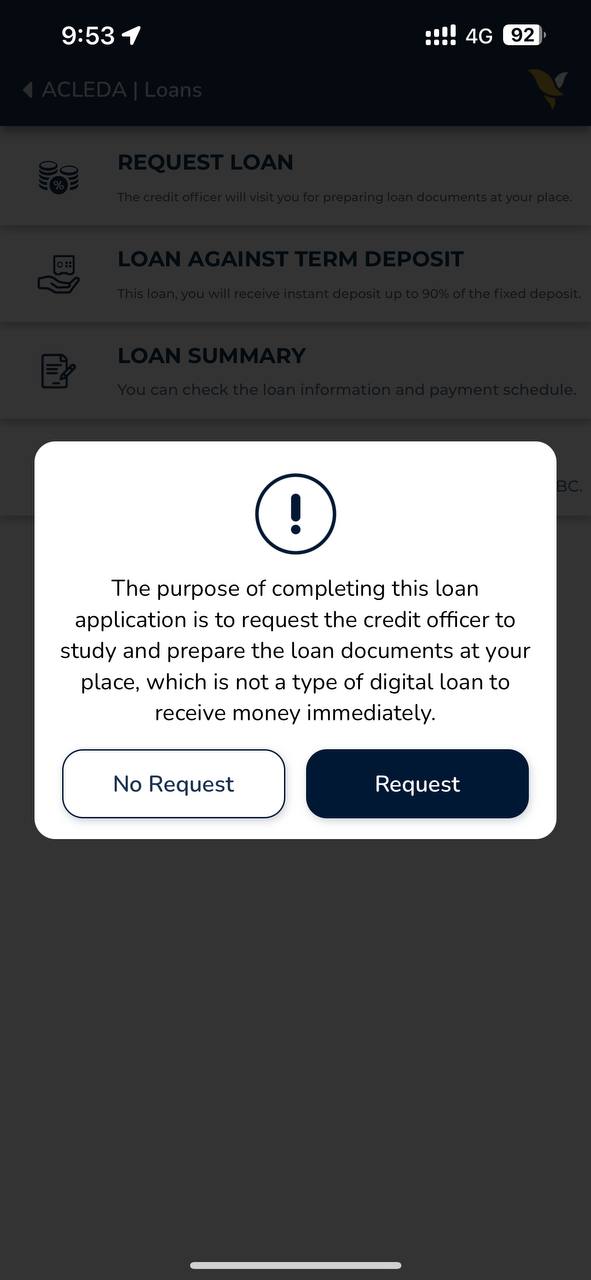 9:53
4G
92
ACLEDA | Loans
REQUEST LOAN
The credit officer will visit you for preparing loan documents at your place.
LOAN AGAINST TERM DEPOSIT
This loan, you will receive instant deposit up to 90% of the fixed deposit.
LOAN SUMMARY
You can check the loan information and payment schedule.
BC.
The purpose of completing this loan
application is to request the credit officer to
study and prepare the loan documents at your
place, which is not a type of digital loan to
receive money immediately.
No Request
Request